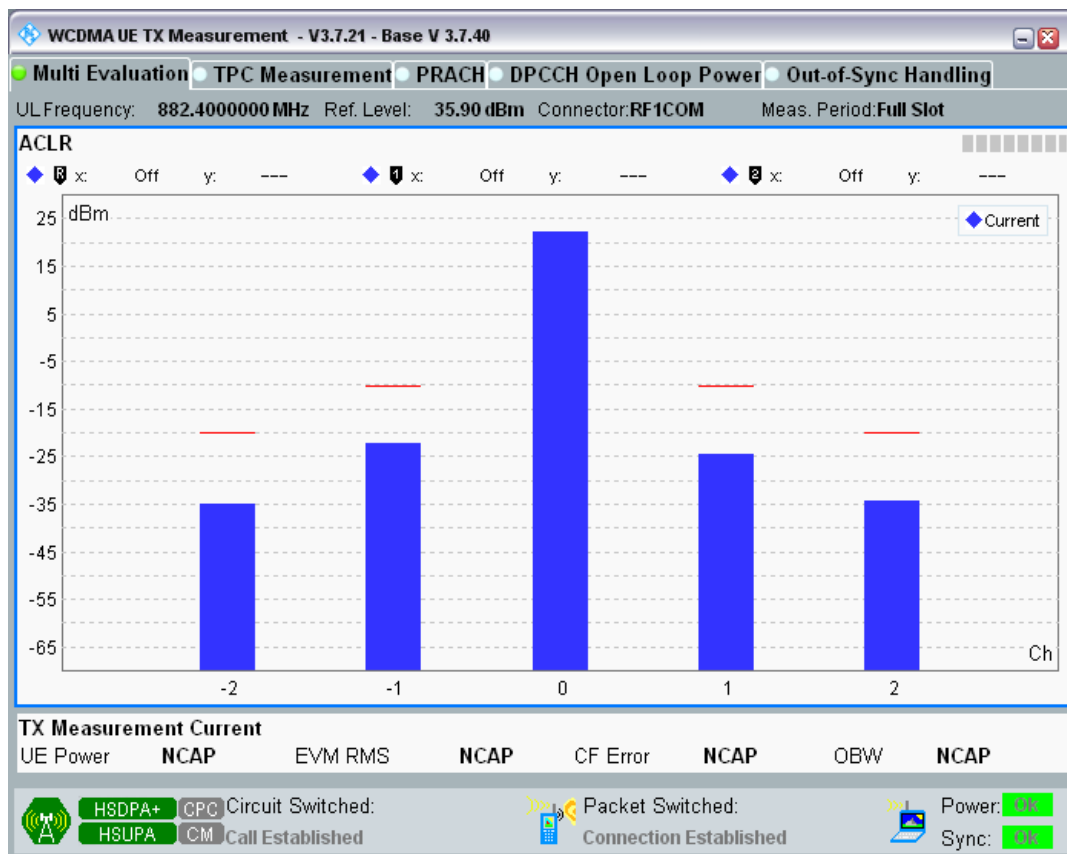 WCDMA UE TX Measurement - V3.7.21 - Base V 3.7.40
Multi Evaluation TPC Measurement PRACH DPCCH Open Loop Power Out-of-Sync Handling
UL Frequency: 882.4000000 MHz Ref. Level: 35.90 dBm Connector:RF1COM Meas. Period:Full Slot
ACLR
R x: Off y: --- 1 x: Off y: --- 2 x: Off y: ---
dBm
Current
25
15
5
-5
-15
-25
-35
-45
-55
-65
Ch
-2 -1 0 1 2
TX Measurement Current
UE Power NCAP EVM RMS NCAP CF Error NCAP OBW NCAP
HSDPA+ CPC Circuit Switched: Packet Switched: Power: Ok
HSUPA CM Call Established Connection Established Sync: Ok